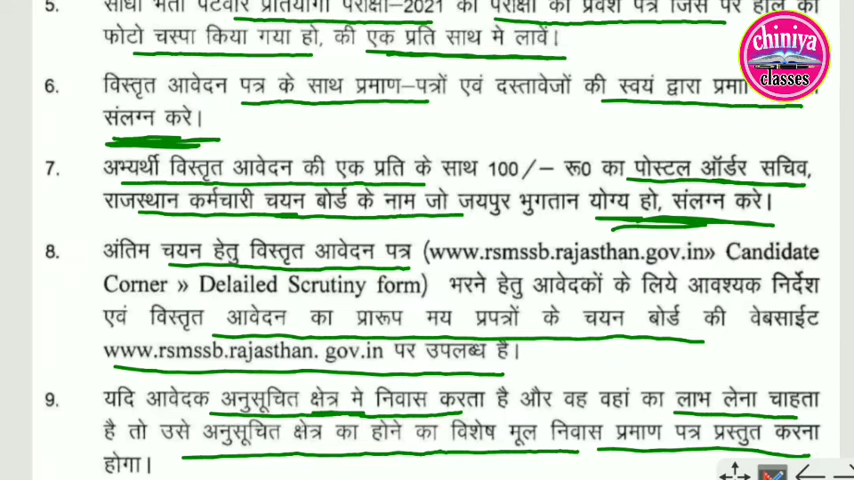 5. सीधी भर्ती पटवार प्रतियोगी परीक्षा–2021 की परीक्षा का प्रवेश पत्र जिस पर हाल का
फोटो चस्पा किया गया हो, की एक प्रति साथ मे लावें।
chiniya
classes
6. विस्तृत आवेदन पत्र के साथ प्रमाण–पत्रों एवं दस्तावेजों की स्वयं द्वारा
संलग्न करे।
7. अभ्यर्थी विस्तृत आवेदन की एक प्रति के साथ 100/– रू0 का पोस्टल ऑर्डर सचिव,
राजस्थान कर्मचारी चयन बोर्ड के नाम जो जयपुर भुगतान योग्य हो, संलग्न करे।
8. अंतिम चयन हेतु विस्तृत आवेदन पत्र (www.rsmssb.rajasthan.gov.in» Candidate
Corner » Delailed Scrutiny form) भरने हेतु आवेदकों के लिये आवश्यक निर्देश
एवं विस्तृत आवेदन का प्रारूप मय प्रपत्रों के चयन बोर्ड की वेबसाईट
www.rsmssb.rajasthan. gov.in पर उपलब्ध है।
9. यदि आवेदक अनुसूचित क्षेत्र मे निवास करता है और वह वहां का लाभ लेना चाहता
है तो उसे अनुसूचित क्षेत्र का होने का विशेष मूल निवास प्रमाण पत्र प्रस्तुत करना
होगा।